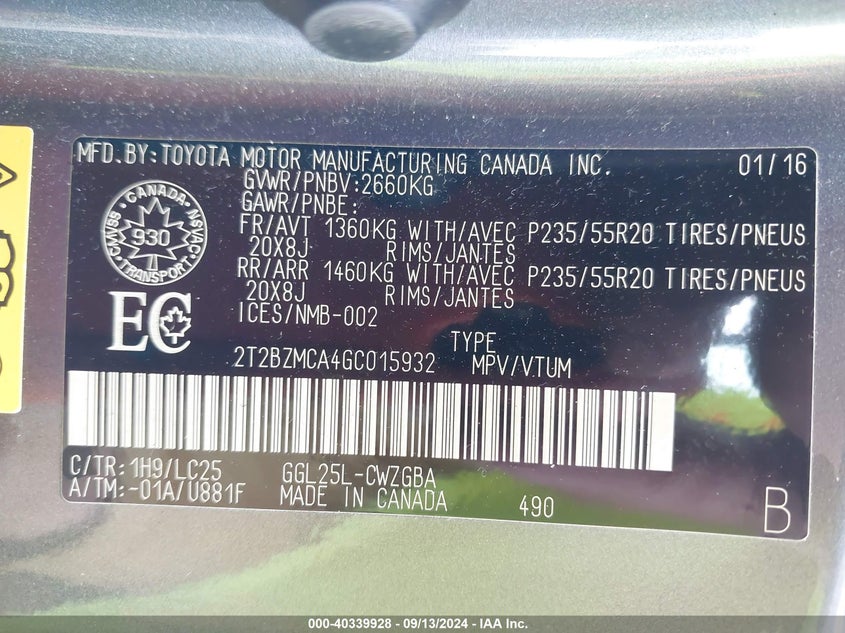 MFD.BY:TOYOTA MOTOR MANUFACTURING CANADA INC. 01/16
GVWR/PNBV:2660KG
GAWR/PNBE:
FR/AVT 1360KG WITH/AVEC P235/55R20 TIRES/PNEUS
20X8J RIMS/JANTES
RR/ARR 1460KG WITH/AVEC P235/55R20 TIRES/PNEUS
20X8J RIMS/JANTES
ICES/NMB-002
CANADA
CMVSS NSVAC
930
TRANSPORT
EC
TYPE
2T2BZMCA4GC015932 MPV/V.TUM
C/TR:1H9/LC25 GGL25L-CWZGBA
A/TM:-01A/U881F MADE IN CANADA 490
B
000-40339928 - 09/13/2024 - IAA Inc.